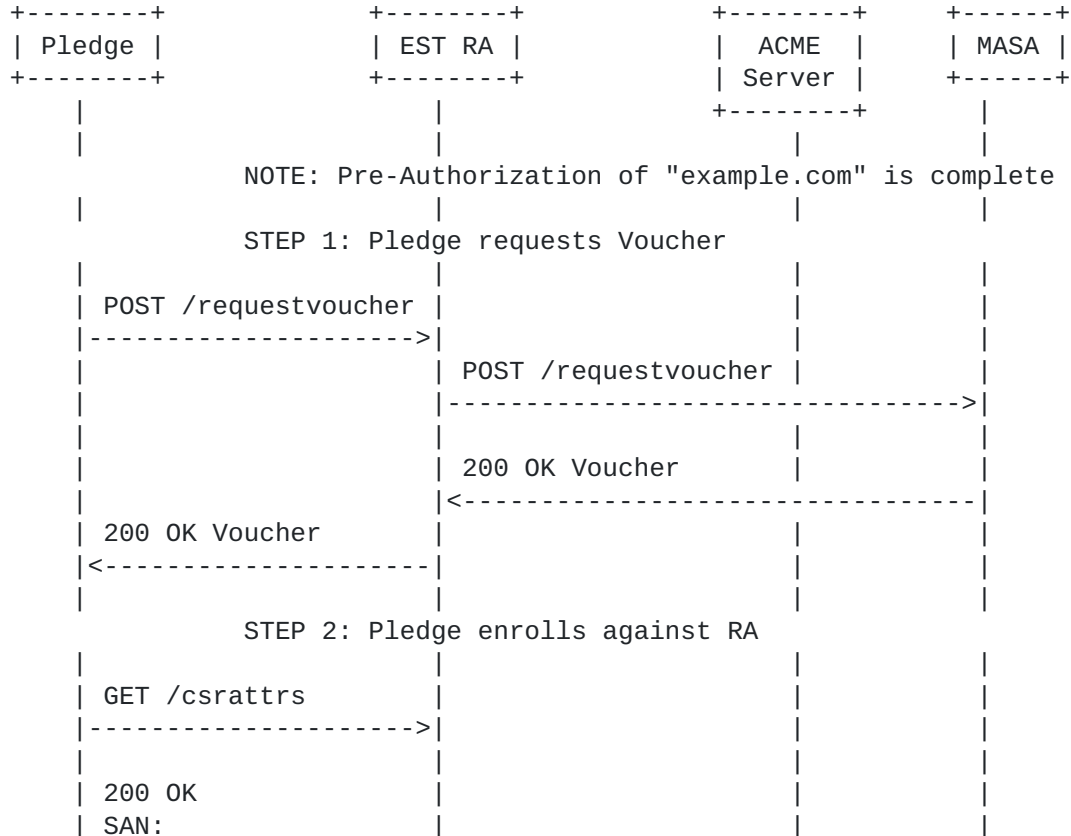 +--------+ +--------+ +--------+ +------+
| Pledge | | EST RA | | ACME | | MASA |
+--------+ +--------+ | Server | +------+
| | +--------+ |
| | | |
NOTE: Pre-Authorization of "example.com" is complete
| | | |
STEP 1: Pledge requests Voucher
| | | |
| POST /requestvoucher | | |
|--------------------->| | |
| | POST /requestvoucher | |
| |--------------------------------->|
| | | |
| | 200 OK Voucher | |
| |<---------------------------------|
| 200 OK Voucher | | |
|<---------------------| | |
| | | |
STEP 2: Pledge enrolls against RA
| | | |
| GET /csrattrs | | |
|--------------------->| | |
| | | |
| 200 OK | | |
| SAN: | | |